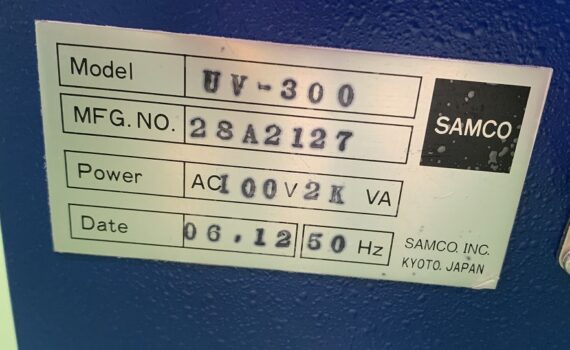 Model UV-300
MFG.NO. 28A2127
SAMCO
Power AC100V2K VA
Date 06.12 50 Hz
SAMCO. INC.
KYOTO. JAPAN